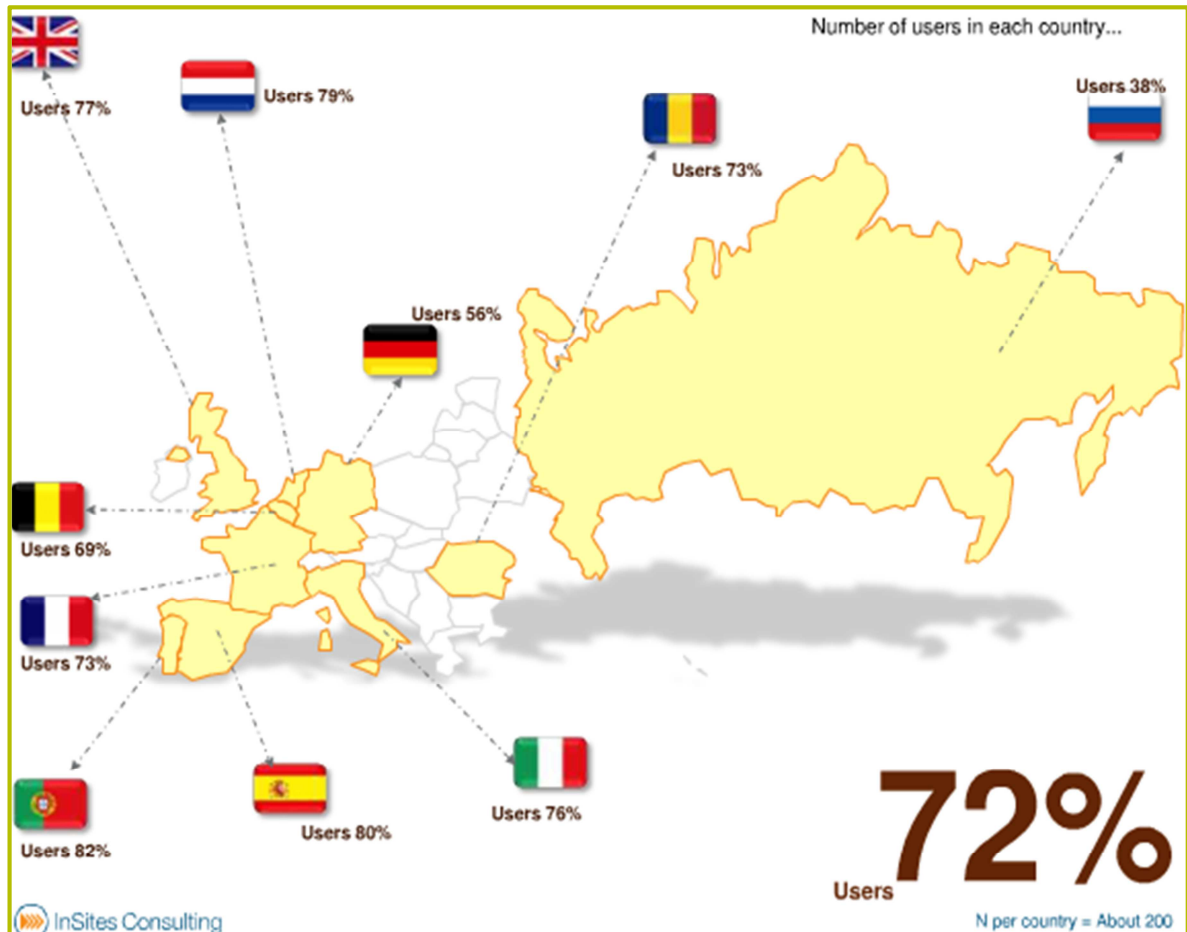 Number of users in each country...
Users 77%
Users 79%
Users 38%
Users 73%
Users 56%
Users 69%
Users 73%
Users 76%
Users 80%
Users 82%
72%
Users
InSites Consulting
N per country = About 200